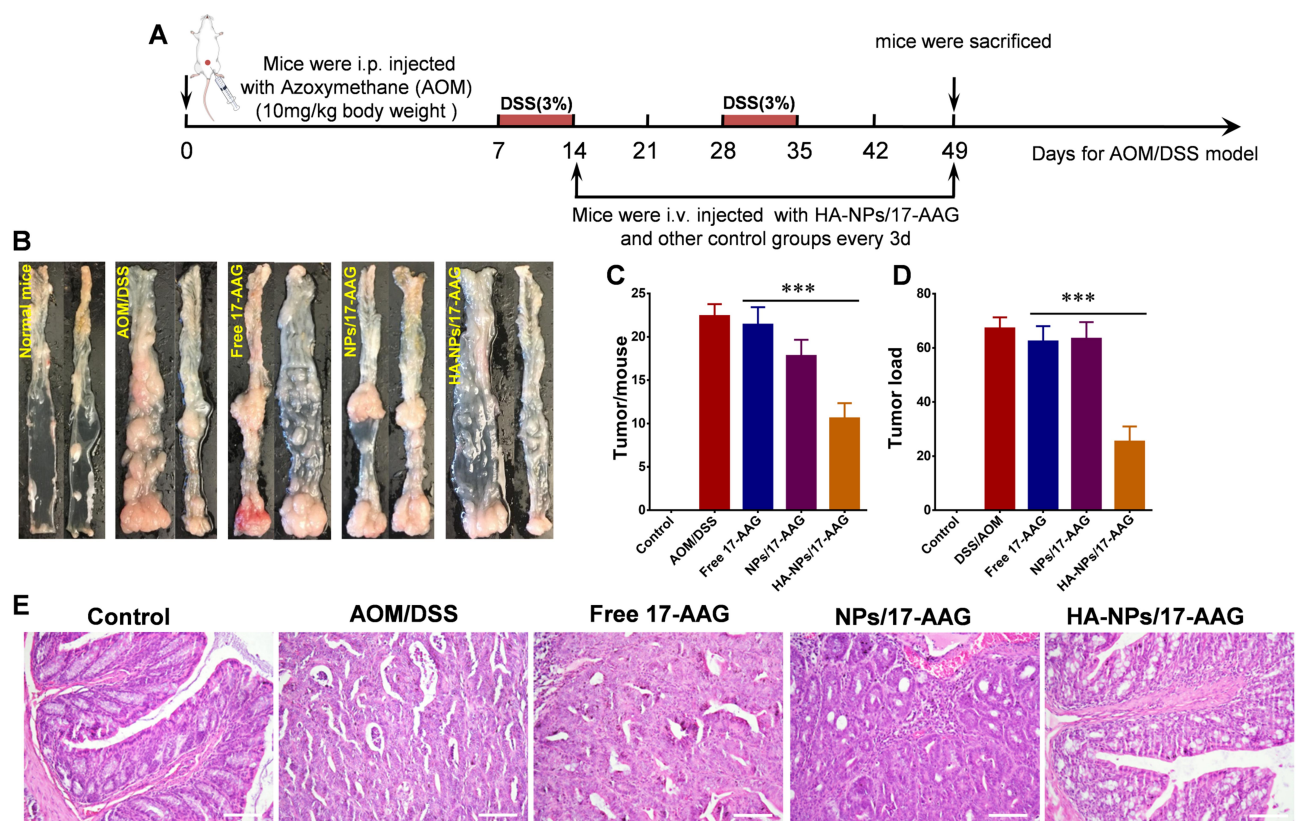 A
Mice were i.p. injected
with Azoxymethane (AOM)
(10mg/kg body weight )
mice were sacrificed
DSS(3%)
DSS(3%)
0
7
14
21
28
35
42
49
Days for AOM/DSS model
Mice were i.v. injected with HA-NPs/17-AAG
and other control groups every 3d
B
Normal mice
AOM/DSS
Free 17-AAG
NPs/17-AAG
HA-NPs/17-AAG
C
Tumor/mouse
25
20
15
10
5
0
***
Control
AOM/DSS
Free 17-AAG
NPs/17-AAG
HA-NPs/17-AAG
D
Tumor load
80
60
40
20
0
***
Control
DSS/AOM
Free 17-AAG
NPs/17-AAG
HA-NPs/17-AAG
E
Control
AOM/DSS
Free 17-AAG
NPs/17-AAG
HA-NPs/17-AAG